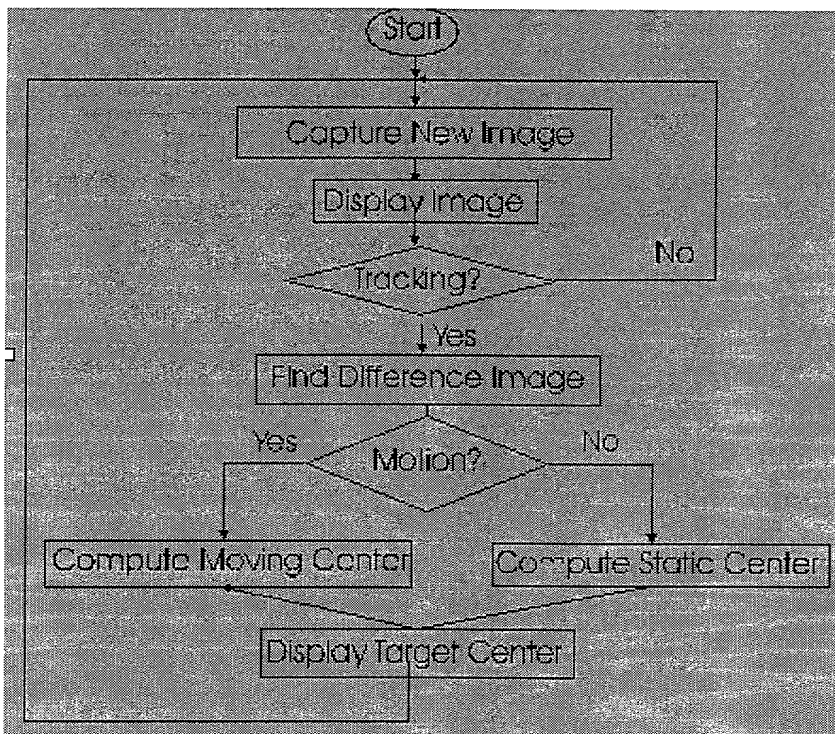 Start
Capture New Image
Display Image
Tracking?
No
Yes
Find Difference Image
Yes
Motion?
No
Compute Moving Center
Compute Static Center
Display Target Center